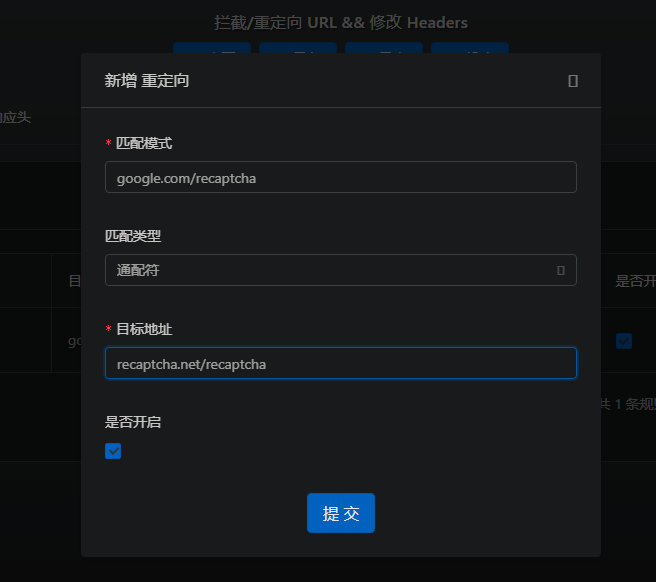 拦截/重定向 URL && 修改 Headers
新增 重定向
应头
* 匹配模式
google.com/recaptcha
匹配类型
通配符
目
是否开
* 目标地址
go
recaptcha.net/recaptcha
共 1 条规
是否开启
提 交